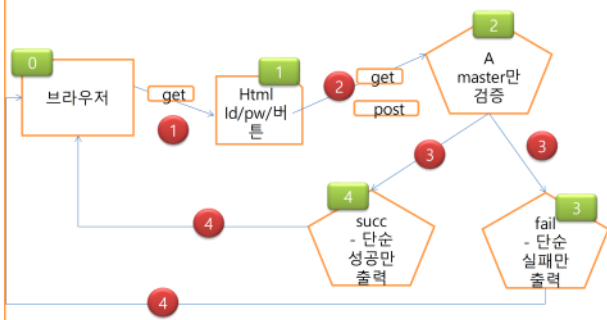 0
브라우저
get
1
1
Html
Id/pw/버
튼
2
get
post
2
A
master만
검증
3
3
4
succ
- 단순
성공만
출력
3
fail
- 단순
실패만
출력
4
4